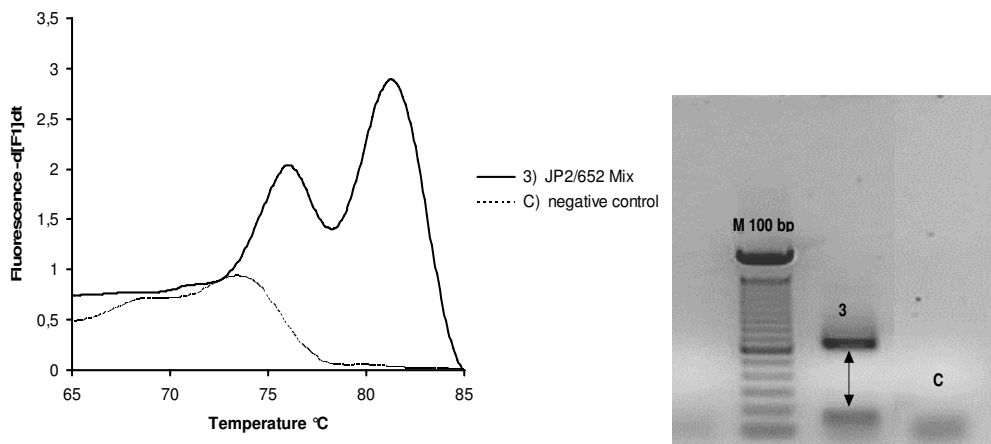 3,5
3
2,5
2
1,5
1
0,5
0
Fluorescence -d[F1]dt
65 70 75 80 85
Temperature °C
3) JP2/652 Mix
C) negative control
M 100 bp
3
C